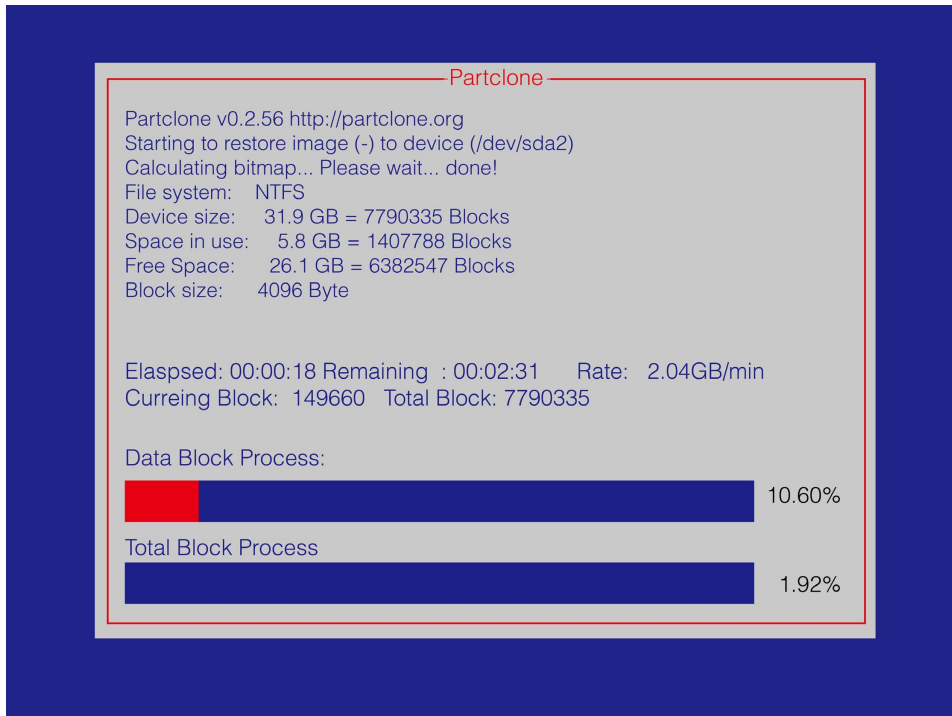 Partclone
Partclone v0.2.56 http://partclone.org
Starting to restore image (-) to device (/dev/sda2)
Calculating bitmap... Please wait... done!
File system: NTFS
Device size: 31.9 GB = 7790335 Blocks
Space in use: 5.8 GB = 1407788 Blocks
Free Space: 26.1 GB = 6382547 Blocks
Block size: 4096 Byte
Elaspsed: 00:00:18 Remaining : 00:02:31 Rate: 2.04GB/min
Curreing Block: 149660 Total Block: 7790335
Data Block Process:
10.60%
Total Block Process
1.92%